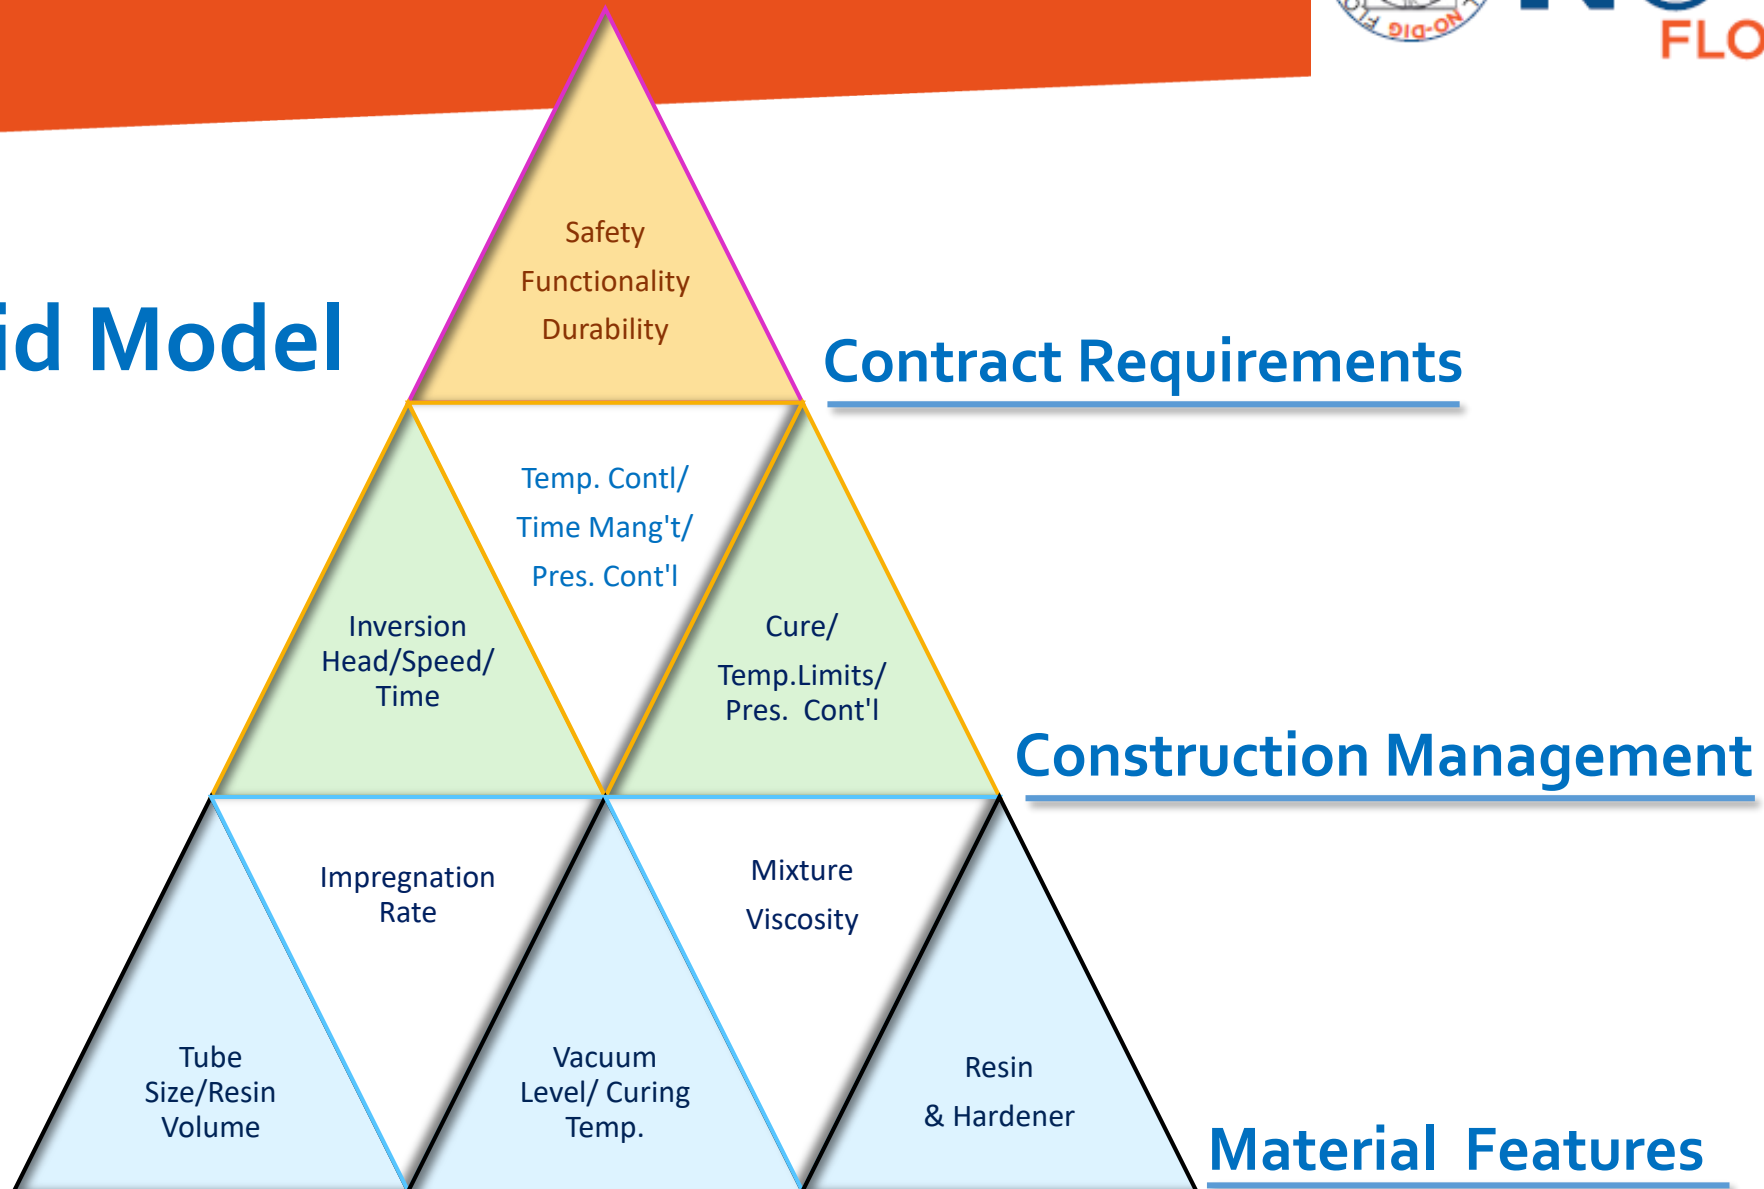 NO-DIG
FLO
Safety
Functionality
Durability
id Model
Contract Requirements
Temp. Contl/
Time Mang't/
Pres. Cont'l
Inversion
Head/Speed/
Time
Cure/
Temp.Limits/
Pres.  Cont'l
Construction Management
Impregnation
Rate
Mixture
Viscosity
Tube
Size/Resin
Volume
Vacuum
Level/ Curing
Temp.
Resin
& Hardener
Material  Features